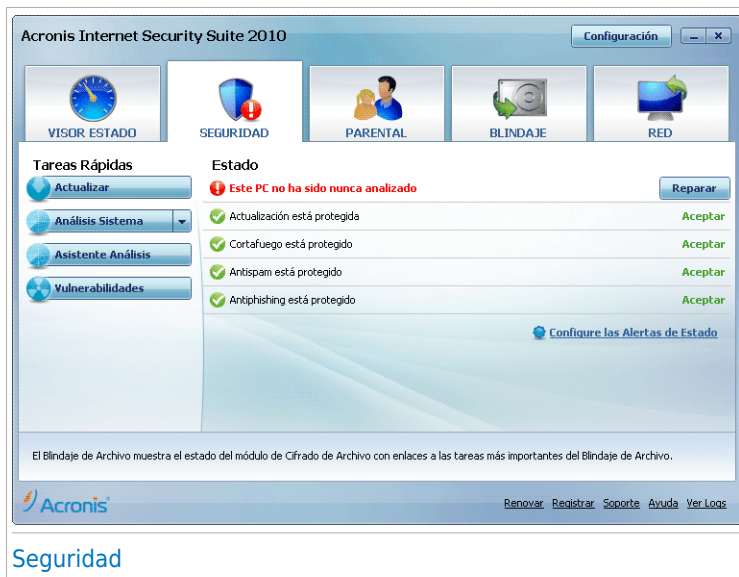 Acronis Internet Security Suite 2010
Configuración
VISOR ESTADO
SEGURIDAD
PARENTAL
BLINDAJE
RED
Tareas Rápidas
Actualizar
Análisis Sistema
Asistente Análisis
Vulnerabilidades
Estado
Este PC no ha sido nunca analizado
Reparar
Actualización está protegida
Aceptar
Cortafuego está protegido
Aceptar
Antispam está protegido
Aceptar
Antiphishing está protegido
Aceptar
Configure las Alertas de Estado
El Blindaje de Archivo muestra el estado del módulo de Cifrado de Archivo con enlaces a las tareas más importantes del Blindaje de Archivo.
Acronis
Renovar Registrar Soporte Ayuda Ver Logs
Seguridad